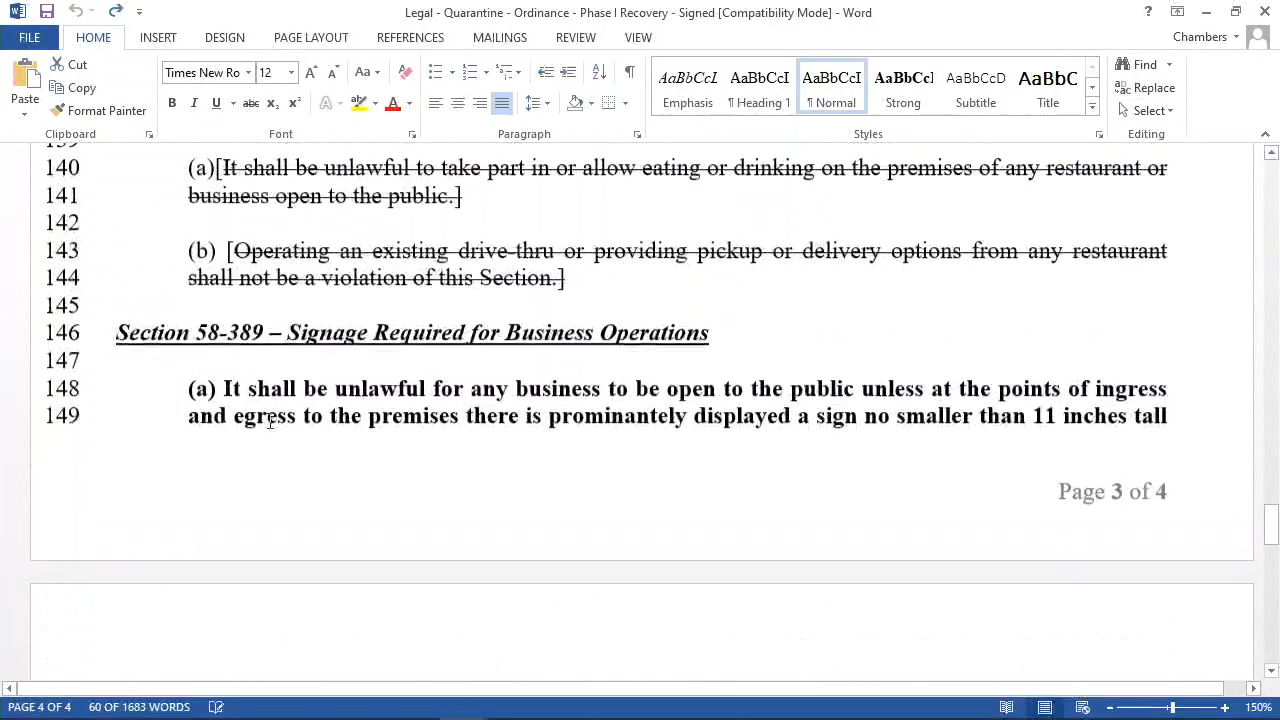 Legal - Quarantine - Ordinance - Phase I Recovery - Signed [Compatibility Mode] - Word
FILE HOME INSERT DESIGN PAGE LAYOUT REFERENCES MAILINGS REVIEW VIEW Chambers
Paste Cut Copy Format Painter
Times New Ro 12
Aa
B I U abc x₂ x² A A
AaBbCcI AaBbCcI AaBbCcI AaBbCcI AaBbCcD AaBbC
Emphasis ¶ Heading 1 ¶ Normal Strong Subtitle Title
Find Replace Select
Clipboard Font Paragraph Styles Editing
139
140 (a)[It shall be unlawful to take part in or allow eating or drinking on the premises of any restaurant or
141 business open to the public.]
142
143 (b) [Operating an existing drive-thru or providing pickup or delivery options from any restaurant
144 shall not be a violation of this Section.]
145
146 Section 58-389 – Signage Required for Business Operations
147
148 (a) It shall be unlawful for any business to be open to the public unless at the points of ingress
149 and egress to the premises there is prominantely displayed a sign no smaller than 11 inches tall
Page 3 of 4
PAGE 4 OF 4 60 OF 1683 WORDS 150%